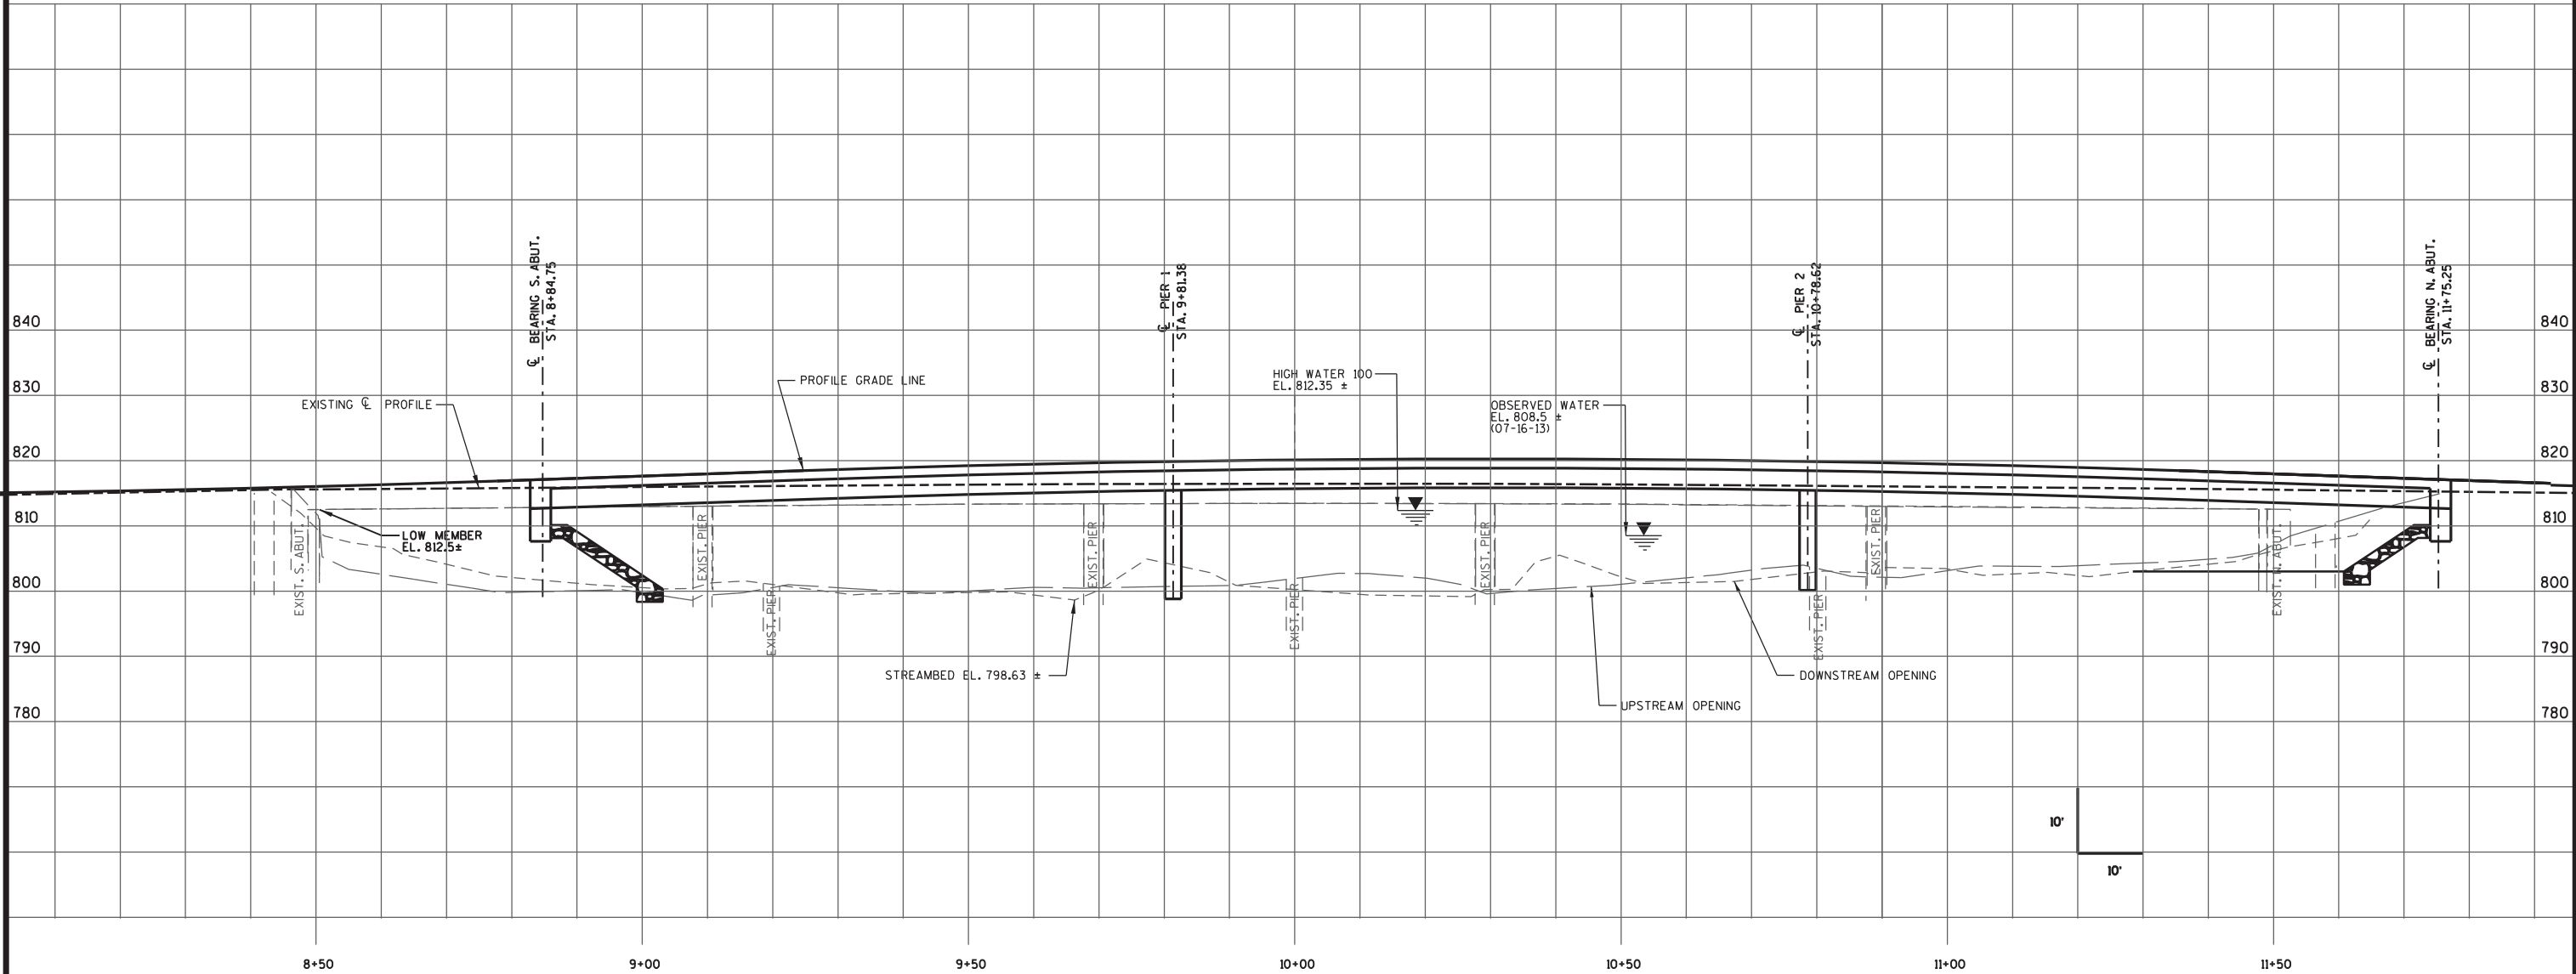 ℄ BEARING S. ABUT.
STA. 8+84.75
℄ PIER 1
STA. 9+81.38
℄ PIER 2
STA. 10+78.62
℄ BEARING N. ABUT.
STA. 11+75.25
840
840
830
830
820
820
810
810
800
800
790
790
780
780
EXISTING ℄ PROFILE
PROFILE GRADE LINE
HIGH WATER 100
EL. 812.35 ±
OBSERVED WATER
EL. 808.5 ±
(07-16-13)
LOW MEMBER
EL. 812.5±
EXIST. S. ABUT.
EXIST. PIER
EXIST. PIER
EXIST. PIER
EXIST. PIER
EXIST. PIER
EXIST. PIER
EXIST. PIER
EXIST. N. ABUT.
STREAMBED EL. 798.63 ±
DOWNSTREAM OPENING
UPSTREAM OPENING
10'
10'
8+50
9+00
9+50
10+00
10+50
11+00
11+50